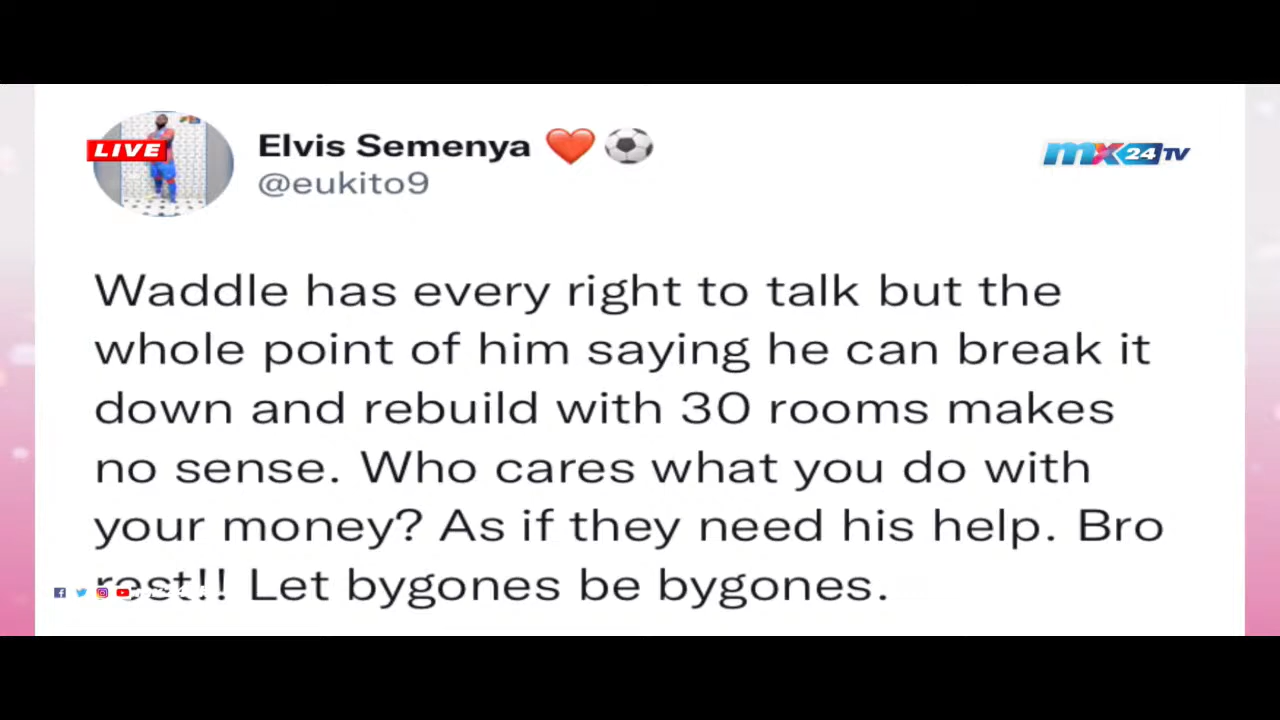 LIVE
Elvis Semenya ❤️ ⚽
@eukito9
mx24TV
Waddle has every right to talk but the
whole point of him saying he can break it
down and rebuild with 30 rooms makes
no sense. Who cares what you do with
your money? As if they need his help. Bro
rest!! Let bygones be bygones.